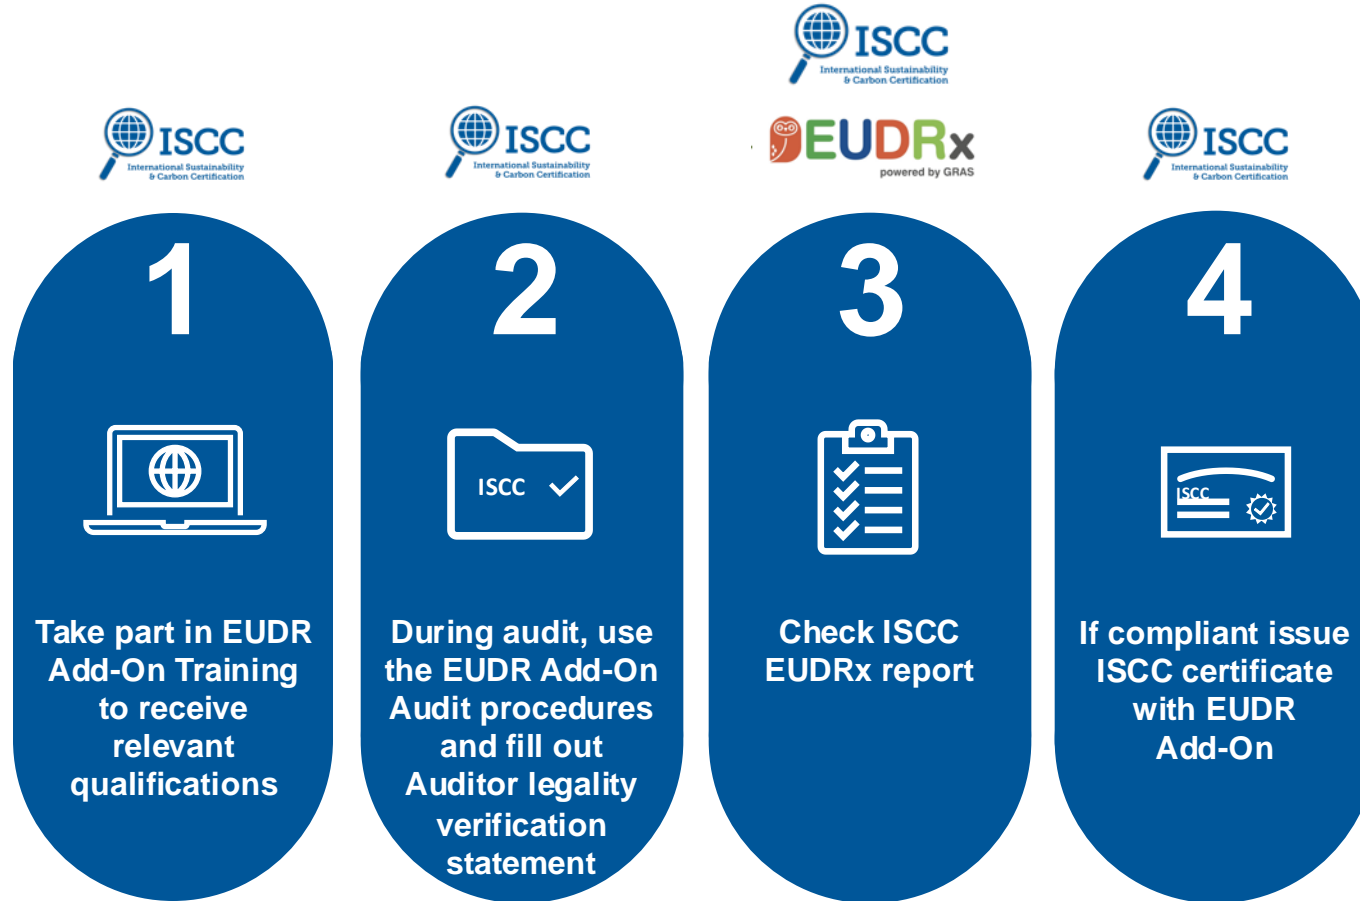 ISCC
International Sustainability
& Carbon Certification
1
Take part in EUDR
Add-On Training
to receive
relevant
qualifications
ISCC
International Sustainability
& Carbon Certification
2
ISCC
During audit, use
the EUDR Add-On
Audit procedures
and fill out
Auditor legality
verification
statement
ISCC
International Sustainability
& Carbon Certification
EUDRx
powered by GRAS
3
Check ISCC
EUDRx report
ISCC
International Sustainability
& Carbon Certification
4
ISCC
If compliant issue
ISCC certificate
with EUDR
Add-On